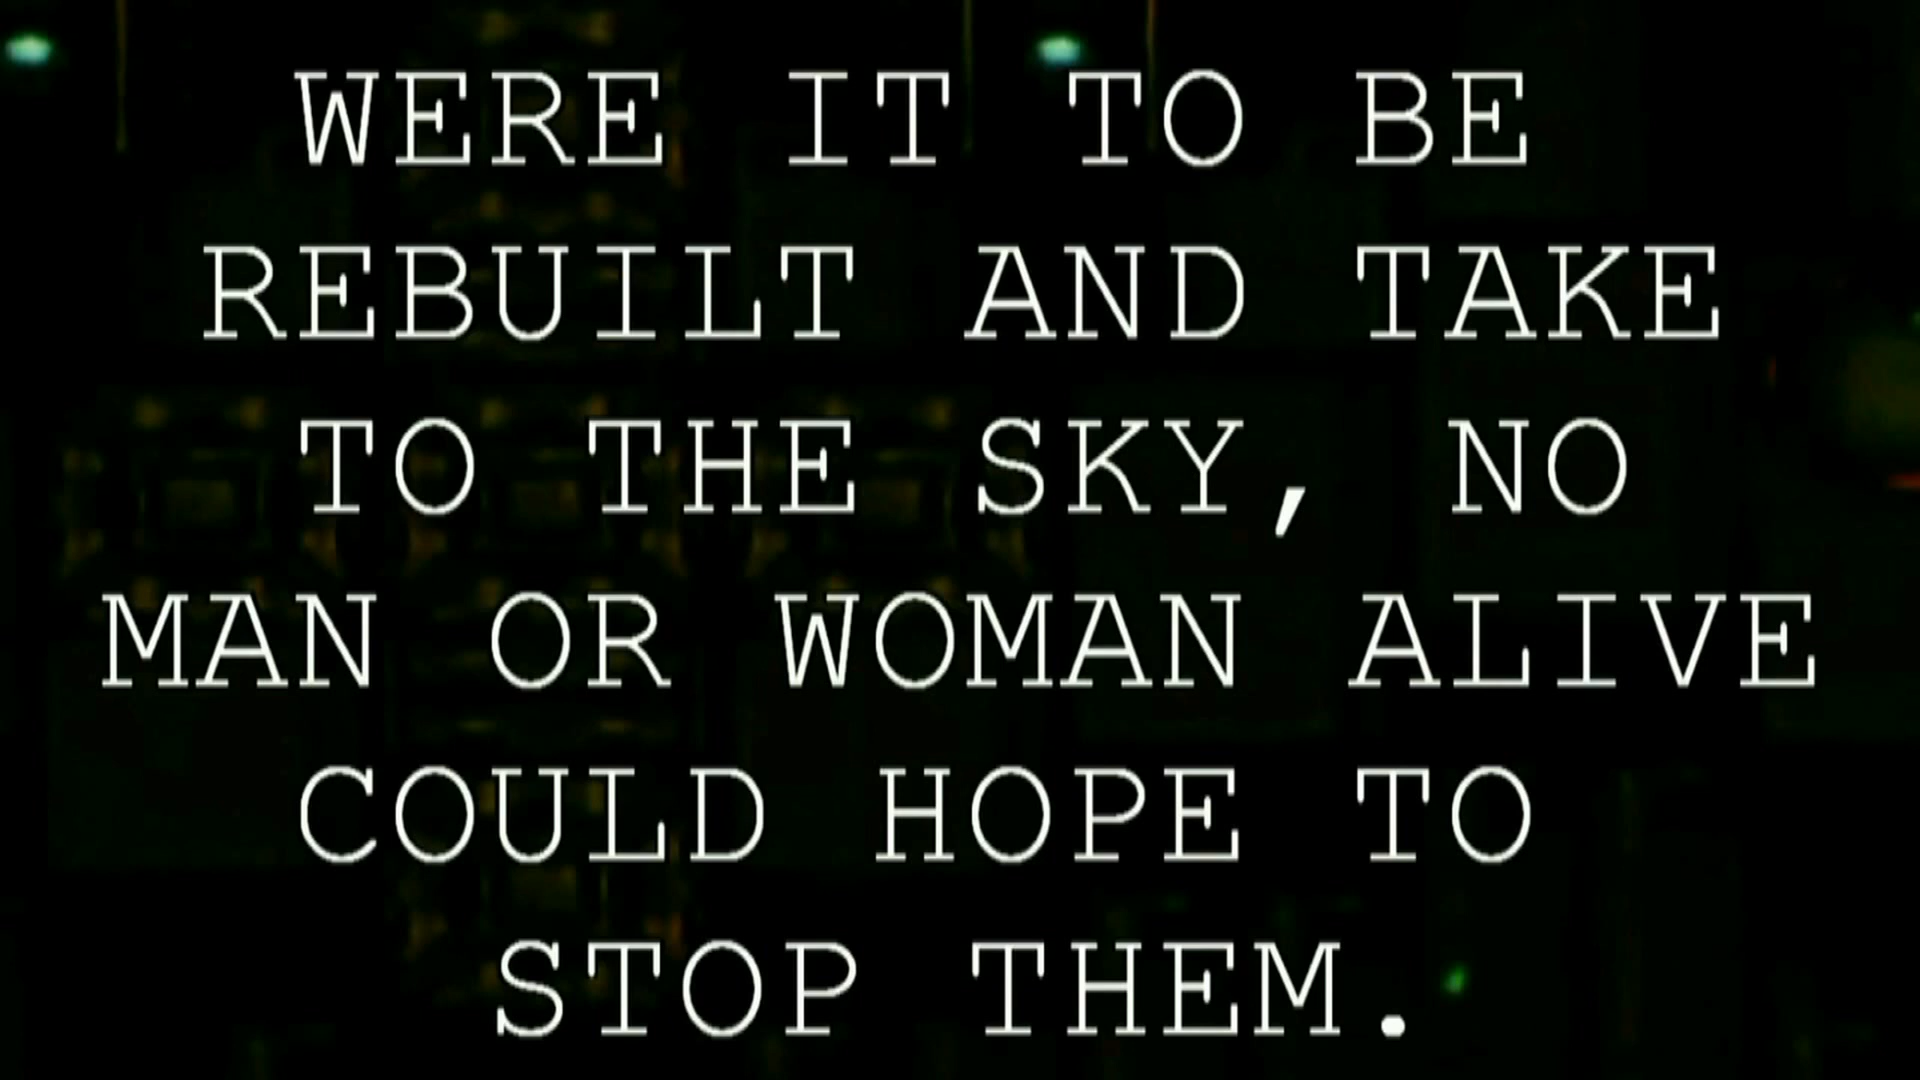 WERE IT TO BE
REBUILT AND TAKE
TO THE SKY, NO
MAN OR WOMAN ALIVE
COULD HOPE TO
STOP THEM.